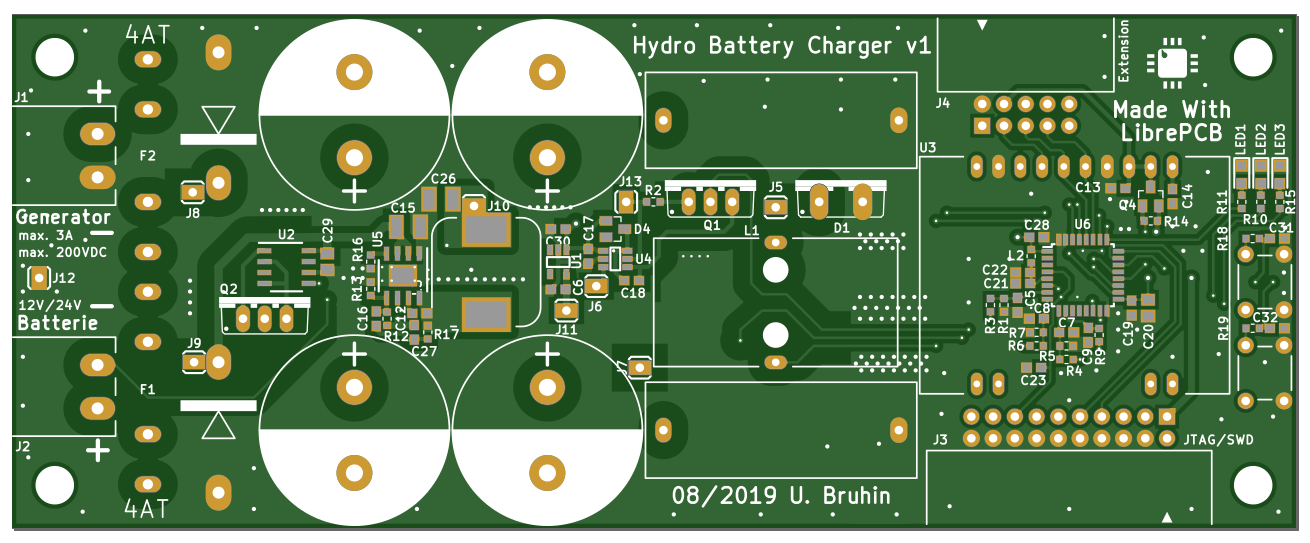 4AT
Hydro Battery Charger v1
Extension
J1
+
J4
Made With
LibrePCB
F2
U3
LED1
LED2
LED3
J8
C26
J10
J13
R2
J5
C13
Q4
C14
R14
R11
R10
R15
Generator
max. 3A
max. 200VDC
J12
12V/24V
Batterie
U2
C29
R16
U5
C15
R13
C30
C17
D4
U1
U4
C6
C18
J6
J11
Q1
L1
D1
C28
U6
L2
C22
C21
C5
R18
C31
Q2
J9
C16
R12
C12
R17
C27
J7
R3
R1
C8
R7
R6
R5
C7
R4
C9
R9
C23
C19
C20
R19
C32
F1
J2
+
4AT
J3
JTAG/SWD
08/2019 U. Bruhin